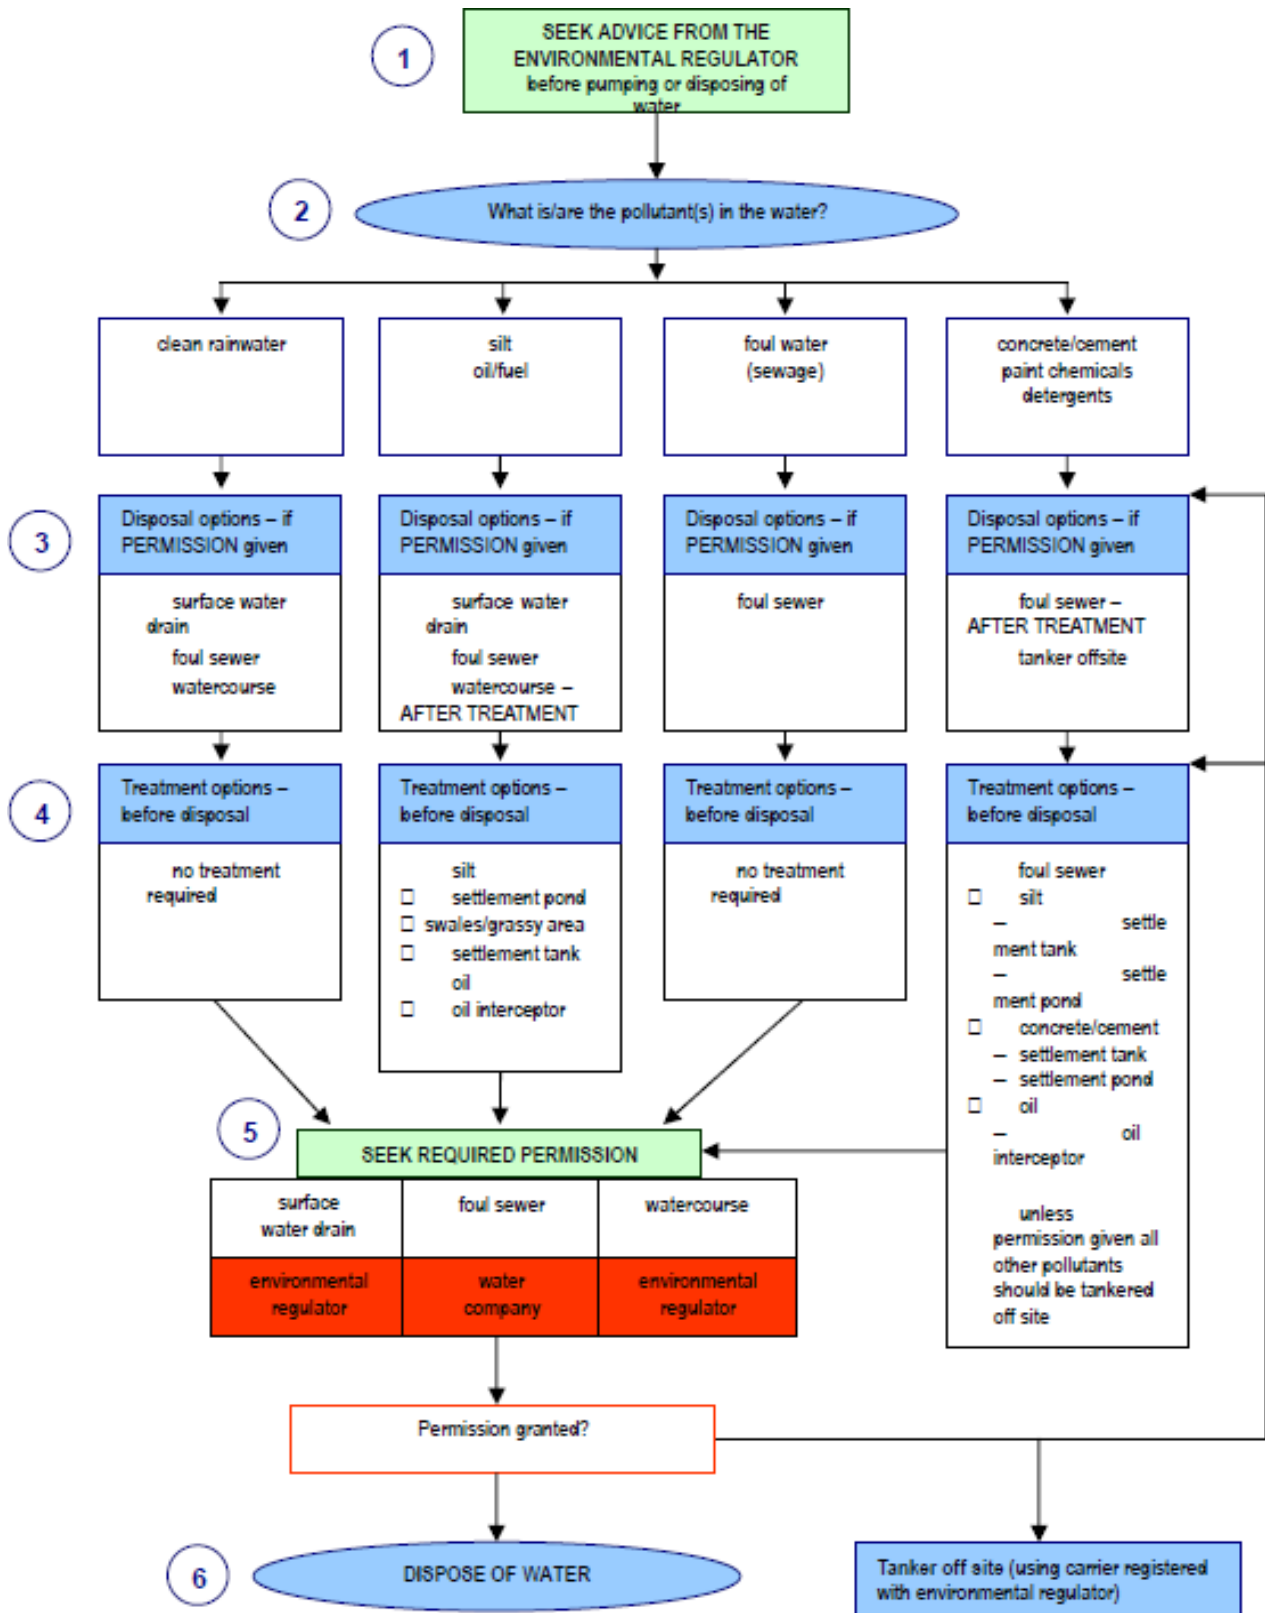 1
SEEK ADVICE FROM THE
ENVIRONMENTAL REGULATOR
before pumping or disposing of
water
2
What is/are the pollutant(s) in the water?
clean rainwater
silt
oil/fuel
foul water
(sewage)
concrete/cement
paint chemicals
detergents
3
Disposal options – if
PERMISSION given
surface water
drain
foul sewer
watercourse
Disposal options – if
PERMISSION given
surface water
drain
foul sewer
watercourse –
AFTER TREATMENT
Disposal options – if
PERMISSION given
foul sewer
Disposal options – if
PERMISSION given
foul sewer –
AFTER TREATMENT
tanker offsite
4
Treatment options –
before disposal
no treatment
required
Treatment options –
before disposal
silt
□ settlement pond
□ swales/grassy area
□ settlement tank
oil
□ oil interceptor
Treatment options –
before disposal
no treatment
required
Treatment options –
before disposal
foul sewer
□ silt
– settle
ment tank
– settle
ment pond
□ concrete/cement
– settlement tank
– settlement pond
□ oil
– oil
interceptor
unless
permission given all
other pollutants
should be tankered
off site
5
SEEK REQUIRED PERMISSION
surface
water drain
foul sewer
watercourse
environmental
regulator
water
company
environmental
regulator
Permission granted?
6
DISPOSE OF WATER
Tanker off site (using carrier registered
with environmental regulator)